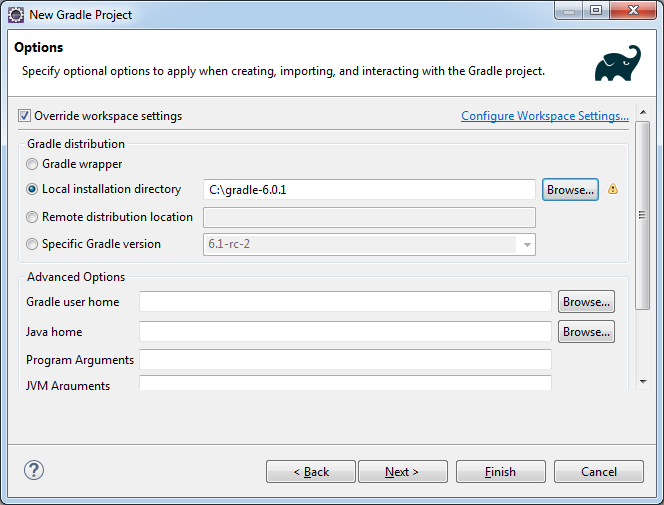 New Gradle Project
Options
Specify optional options to apply when creating, importing, and interacting with the Gradle project.
Override workspace settings Configure Workspace Settings...
Gradle distribution
Gradle wrapper
Local installation directory C:\gradle-6.0.1 Browse...
Remote distribution location
Specific Gradle version 6.1-rc-2
Advanced Options
Gradle user home Browse...
Java home Browse...
Program Arguments
JVM Arguments
? < Back Next > Finish Cancel